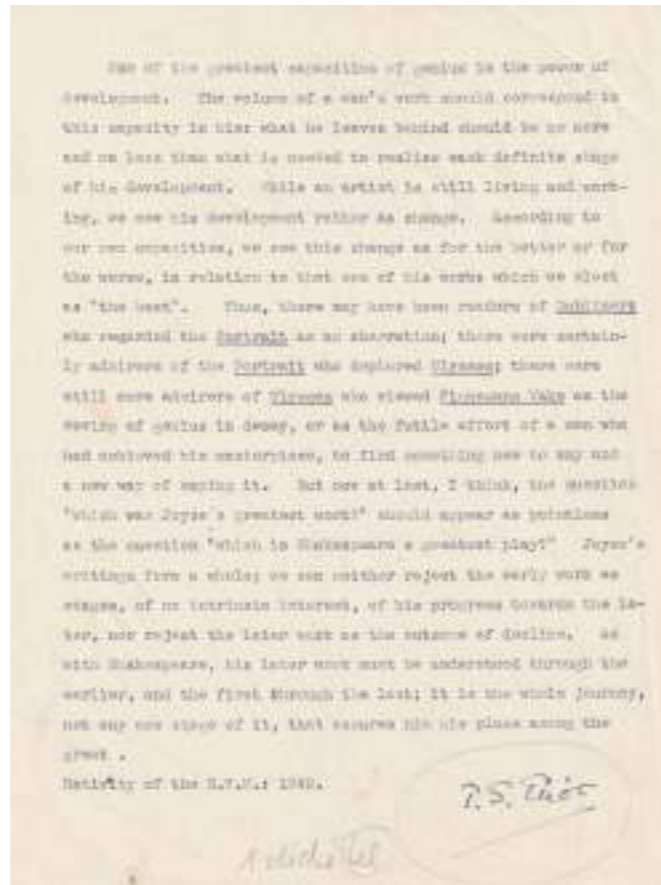 One of the greatest capacities of genius is the power of
development. The volume of a man's work should correspond to
this capacity in him: what he leaves behind should be no more
and no less than what is needed to realise each definite stage
of his development. While an artist is still living and work-
ing, we see his development rather as change. According to
our own capacities, we see this change as for the better or for
the worse, in relation to that one of his works which we elect
as "the best". Thus, there may have been readers of Dubliners
who regarded the Portrait as an aberration; there were certain-
ly admirers of the Portrait who deplored Ulysses; there were
still more admirers of Ulysses who viewed Finnegans Wake as the
of genius in decay, or as the futile effort of a man who
had achieved his masterpiece, to find something new to say and
a new way of saying it. But now at last, I think, the question
"which was Joyce's greatest work?" should appear as pointless
as the question "which is Shakespeare's greatest play?" Joyce's
writings form a whole; we can neither reject the early work as
stages, of no intrinsic interest, of his progress towards the la-
ter, nor reject the later work as the outcome of decline. As
with Shakespeare, his later work must be understood through the
earlier, and the first through the last; it is the whole journey,
not any one stage of it, that assures him his place among the
great .
Nativity of the B.V.M.: 1949.
T. S. Eliot
1 cliché